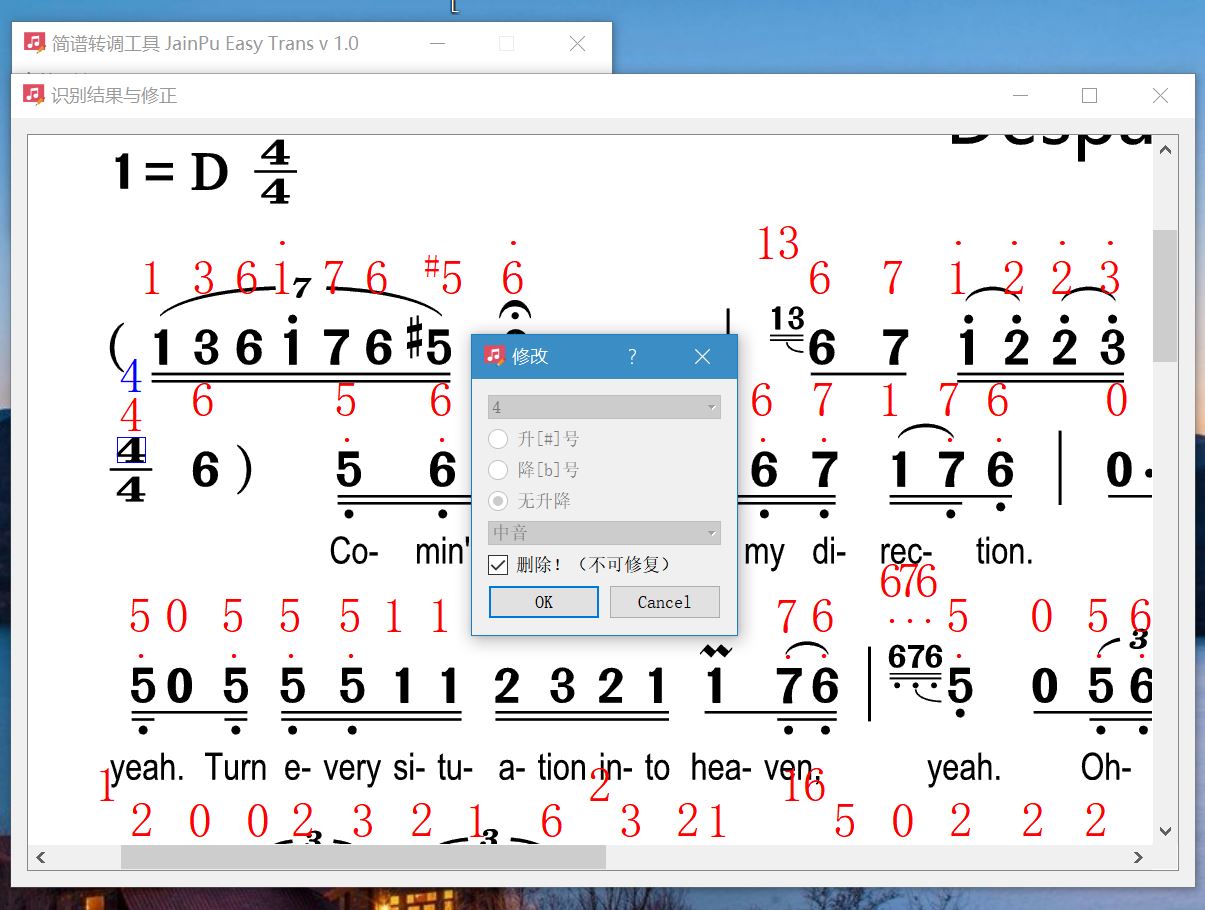 简谱转调工具 JainPu Easy Trans v 1.0
识别结果与修正
Despu
1= D 4/4
13
1 3 6 1 7 6 #5 6 6 7 1 2 2 3
7
( 1 3 6 1 7 6 #5 13 6 7 1 2 2 3
修改 ?
4
4 6 5 6 6 7 1 7 6 0
4
升[#]号
降[b]号
无升降
中音
删除！（不可修复）
OK Cancel
4/4 6 ) 5 6 6 7 1 7 6 0·
Co- min' my di- rec- tion.
676
5 0 5 5 5 1 1 7 6 5 0 5 6
3
5 0 5 5 5 1 1 2 3 2 1 1 7 6 676 5 0 5 6
yeah. Turn e- very si- tu- a- tion in- to hea- ven. yeah. Oh-
1 2 16
2 0 0 2 3 2 1 6 3 2 1 5 0 2 2 2
3 3